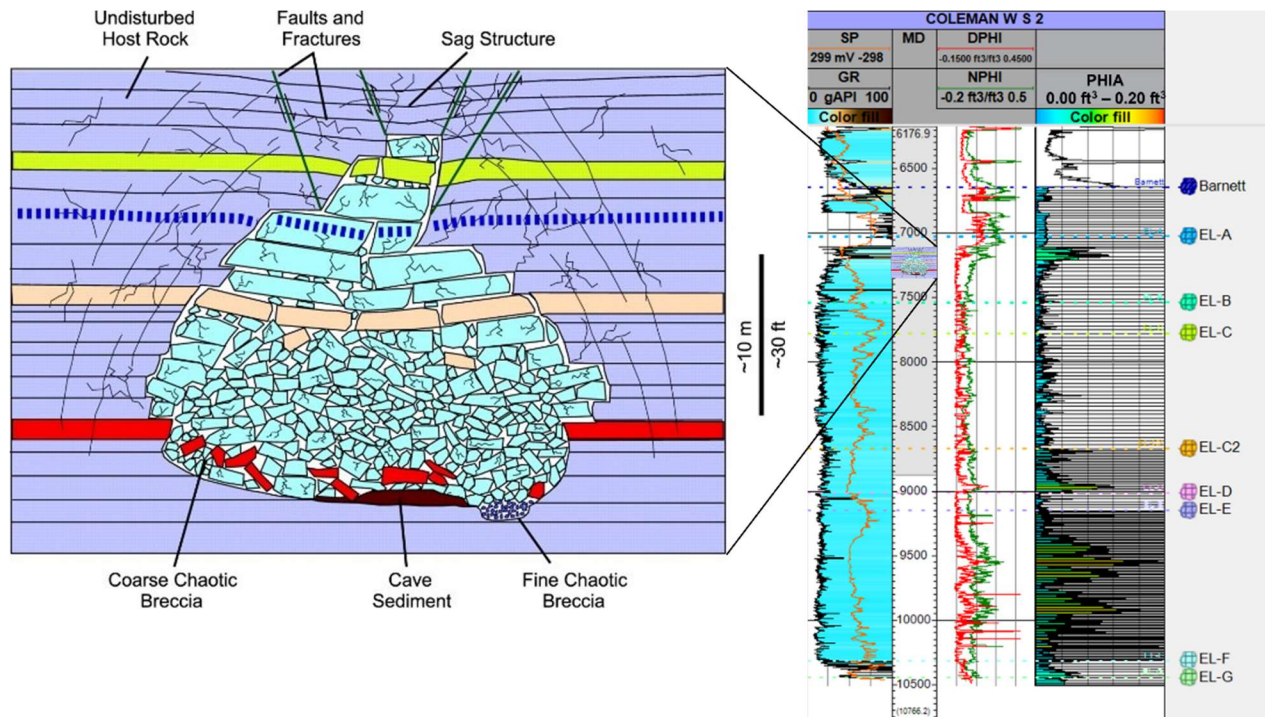 Undisturbed
Host Rock
Faults and
Fractures
Sag Structure
~10 m
~30 ft
Coarse Chaotic
Breccia
Cave
Sediment
Fine Chaotic
Breccia
COLEMAN W S 2
SP
MD
DPHI
299 mV -298
-0.1500 ft3/ft3 0.4500
GR
NPHI
PHIA
0 gAPI 100
-0.2 ft3/ft3 0.5
0.00 ft³ – 0.20 ft³
Color fill
Color fill
6176.9
6500
Barnett
Barnett
7000
EL-A
7500
EL-B
EL-C
8000
8500
EL-C2
9000
EL-D
EL-E
9500
10000
EL-F
EL-G
10500
(10766.2)